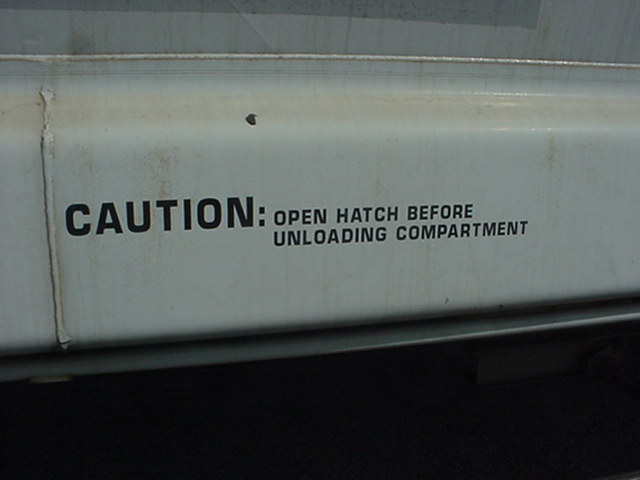 CAUTION: OPEN HATCH BEFORE
UNLOADING COMPARTMENT